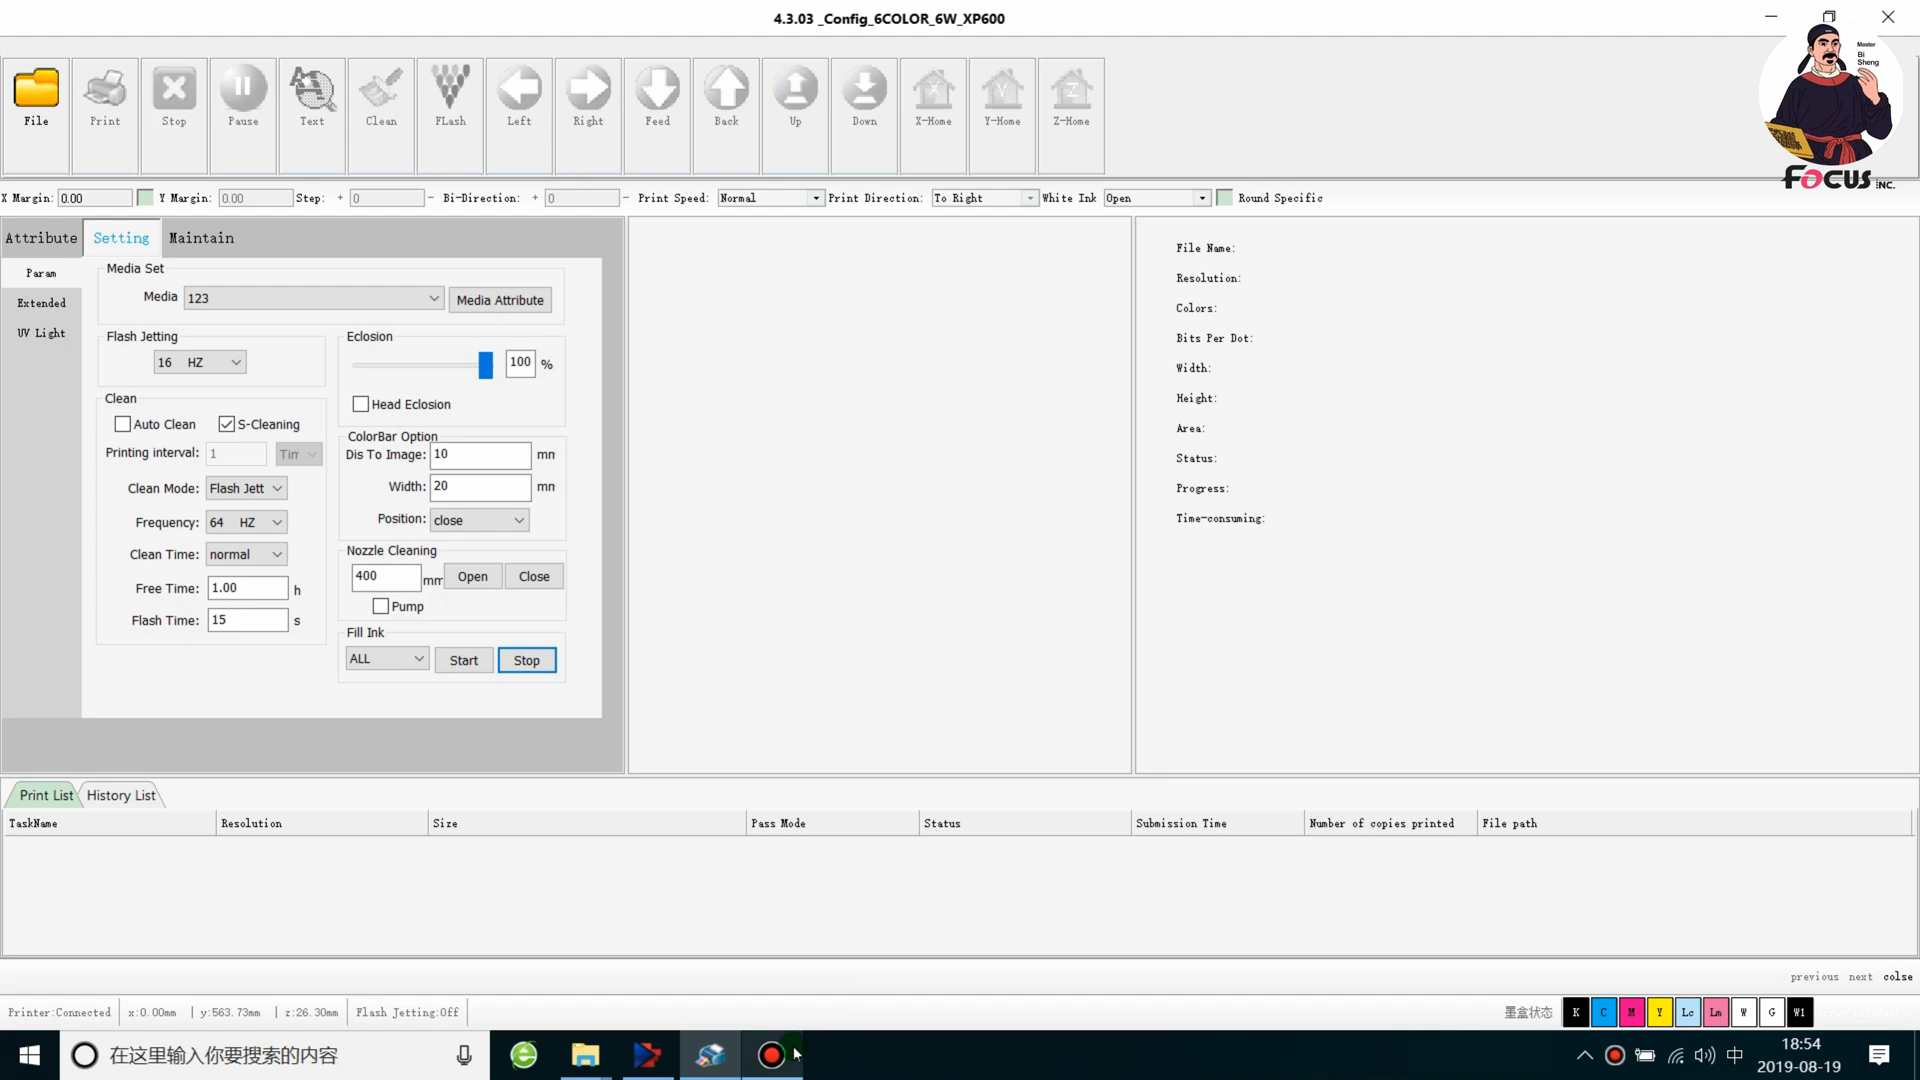 4.3.03 _Config_6COLOR_6W_XP600
Master
Bi
Sheng
FOCUS INC.
File Print Stop Pause Text Clean FLash Left Right Feed Back Up Down X-Home Y-Home Z-Home
X Margin: 0.00 Y Margin: 0.00 Step: + 0 - Bi-Direction: + 0 - Print Speed: Normal Print Direction: To Right White Ink Open Round Specific
Attribute Setting Maintain
Param
Extended
UV Light
Media Set
Media 123 Media Attribute
Flash Jetting
16 HZ
Eclosion
100 %
Head Eclosion
Clean
Auto Clean S-Cleaning
Printing interval: 1 Tim
Clean Mode: Flash Jett
Frequency: 64 HZ
Clean Time: normal
Free Time: 1.00 h
Flash Time: 15 s
ColorBar Option
Dis To Image: 10 mm
Width: 20 mm
Position: close
Nozzle Cleaning
400 mm Open Close
Pump
Fill Ink
ALL Start Stop
File Name:
Resolution:
Colors:
Bits Per Dot:
Width:
Height:
Area:
Status:
Progress:
Time-consuming:
Print List History List
TaskName Resolution Size Pass Mode Status Submission Time Number of copies printed File path
previous next colse
Printer:Connected x:0.00mm | y:563.73mm | z:26.30mm Flash Jetting:Off 墨盒状态 K C M Y Lc Lm W G W1
在这里输入你要搜索的内容
中 18:54
2019-08-19